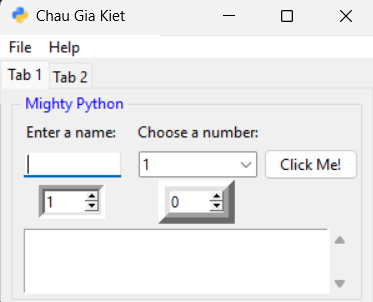 Chau Gia Kiet
File Help
Tab 1 Tab 2
Mighty Python
Enter a name: Choose a number:
1 Click Me!
1 0